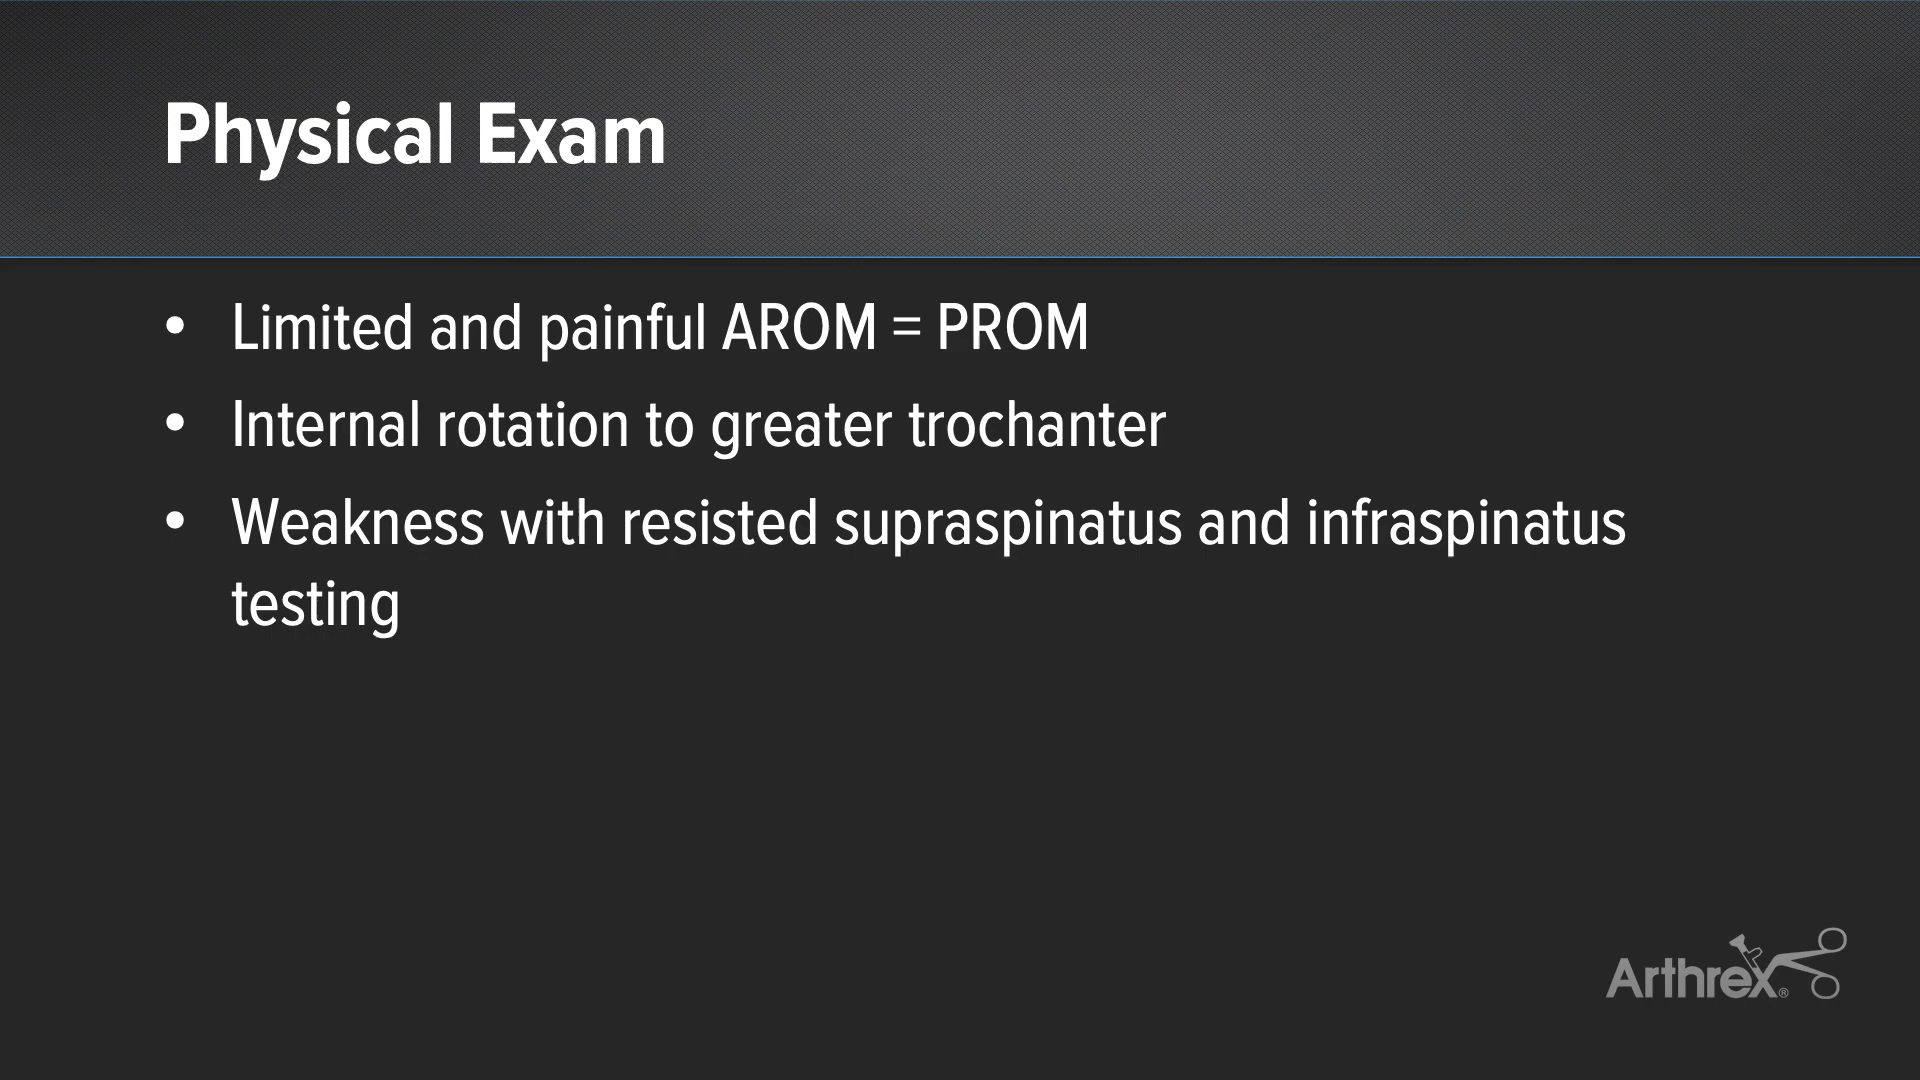 Physical Exam
• Limited and painful AROM = PROM
• Internal rotation to greater trochanter
• Weakness with resisted supraspinatus and infraspinatus
testing
Arthrex®